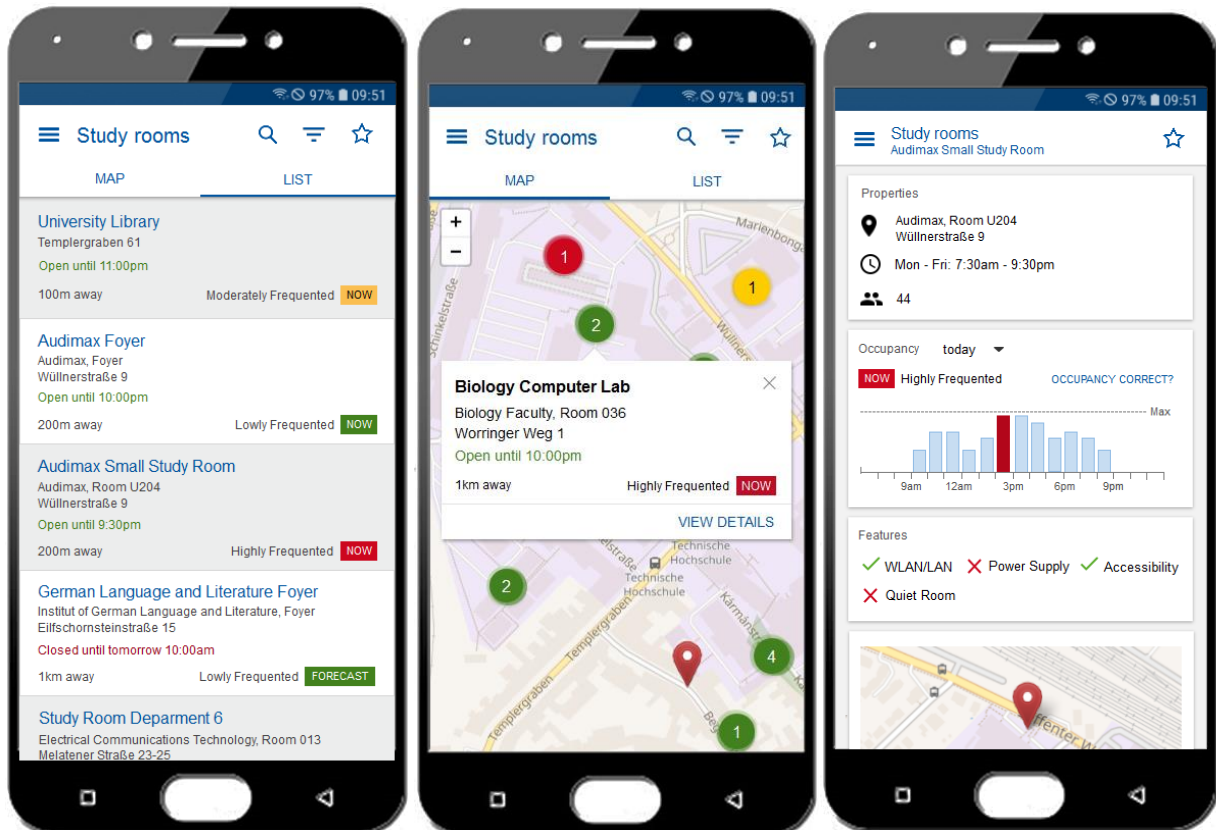 97% 09:51
Study rooms
MAP LIST
University Library
Templergraben 61
Open until 11:00pm
100m away Moderately Frequented NOW
Audimax Foyer
Audimax, Foyer
Wüllnerstraße 9
Open until 10:00pm
200m away Lowly Frequented NOW
Audimax Small Study Room
Audimax, Room U204
Wüllnerstraße 9
Open until 9:30pm
200m away Highly Frequented NOW
German Language and Literature Foyer
Institut of German Language and Literature, Foyer
Eilfschornsteinstraße 15
Closed until tomorrow 10:00am
1km away Lowly Frequented FORECAST
Study Room Deparment 6
Electrical Communications Technology, Room 013
Melatener Straße 23-25
97% 09:51
Study rooms
MAP LIST
+
−
1
1
2
Schinkelstraße
Biology Computer Lab
Biology Faculty, Room 036
Worringer Weg 1
Open until 10:00pm
1km away Highly Frequented NOW
VIEW DETAILS
Technische
Hochschule
Technische
Hochschule
2
Templergraben
Templergraben
4
1
97% 09:51
Study rooms
Audimax Small Study Room
Properties
Audimax, Room U204
Wüllnerstraße 9
Mon - Fri: 7:30am - 9:30pm
44
Occupancy today
NOW Highly Frequented OCCUPANCY CORRECT?
Max
9am 12am 3pm 6pm 9pm
Features
WLAN/LAN Power Supply Accessibility
Quiet Room